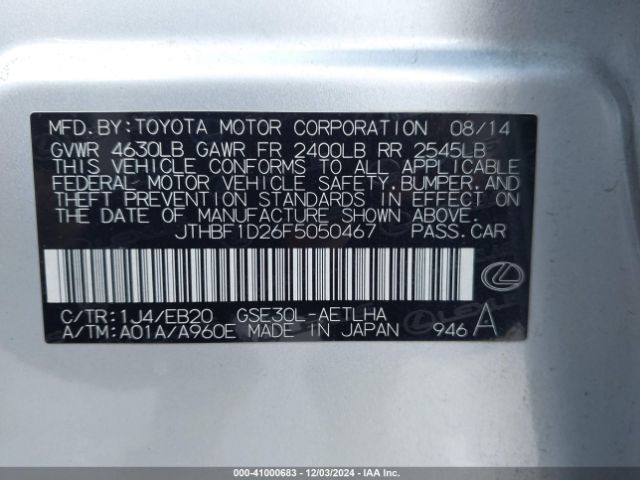 MFD.BY:TOYOTA MOTOR CORPORATION 08/14
GVWR 4630LB GAWR FR 2400LB RR 2545LB
THIS VEHICLE CONFORMS TO ALL APPLICABLE
FEDERAL MOTOR VEHICLE SAFETY,BUMPER,AND
THEFT PREVENTION STANDARDS IN EFFECT ON
THE DATE OF MANUFACTURE SHOWN ABOVE.
JTHBF1D26F5050467 PASS.CAR
C/TR:1J4/EB20 GSE30L-AETLHA
A/TM:A01A/A960E MADE IN JAPAN 946 A
000-41000683 | 12/03/2024 - IAAI.COM